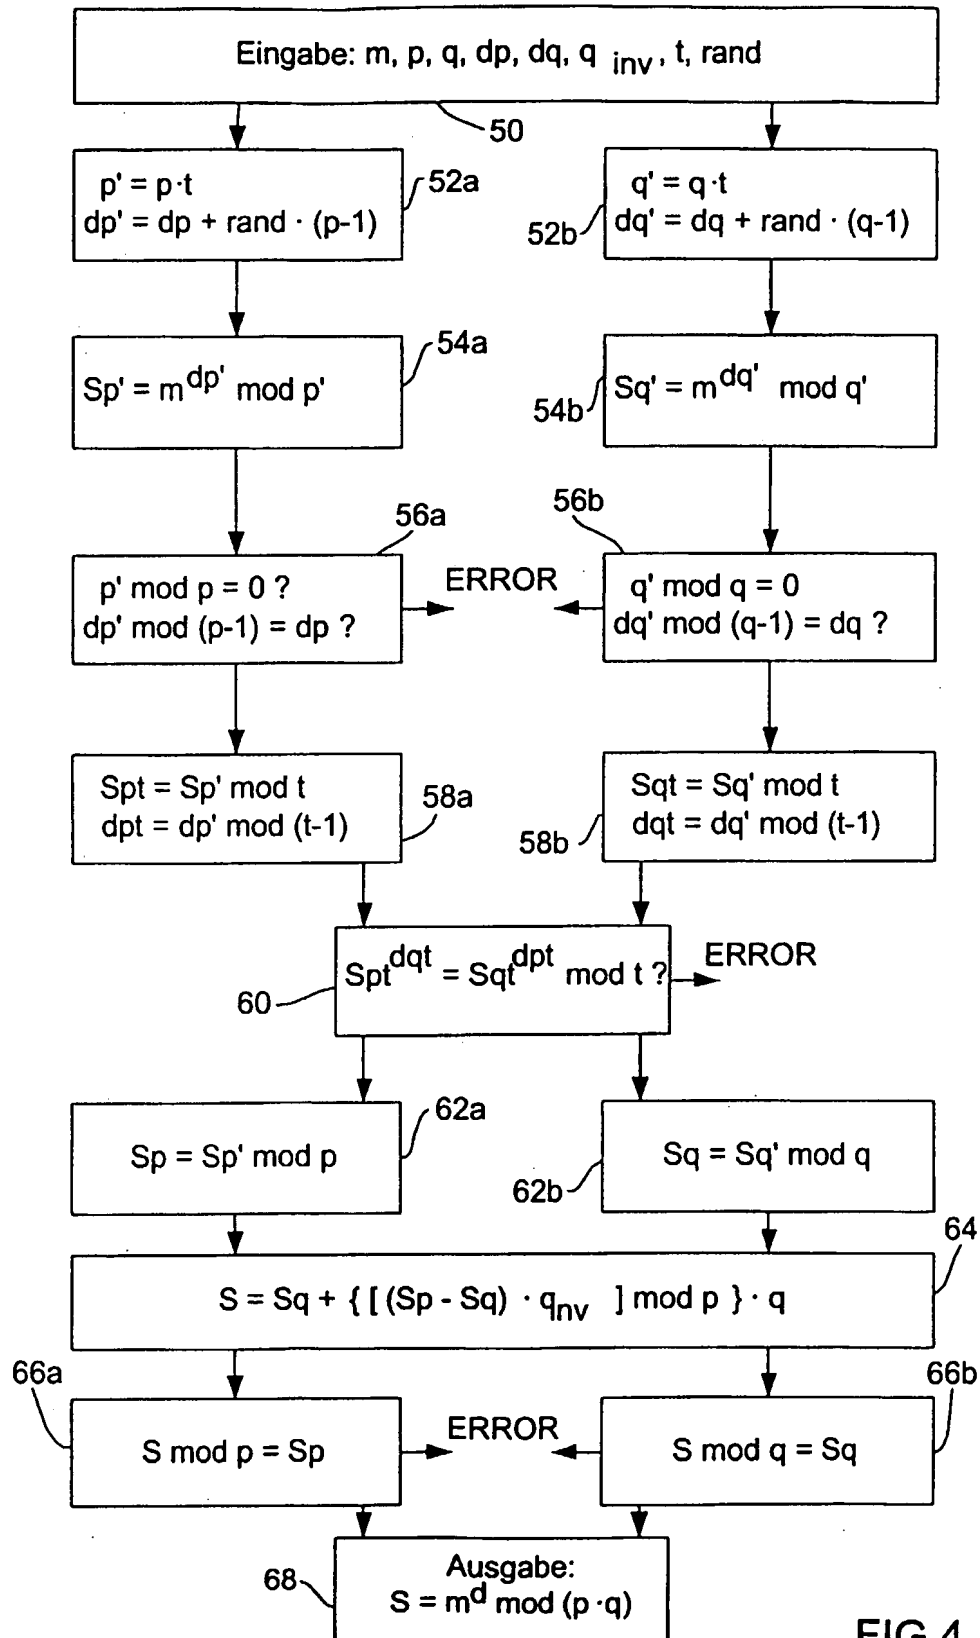 Eingabe: m, p, q, dp, dq, q inv, t, rand
50
p' = p·t
dp' = dp + rand · (p-1)
52a
q' = q·t
dq' = dq + rand · (q-1)
52b
Sp' = m^dp' mod p'
54a
Sq' = m^dq' mod q'
54b
56a
p' mod p = 0 ?
dp' mod (p-1) = dp ?
ERROR
56b
q' mod q = 0
dq' mod (q-1) = dq ?
Spt = Sp' mod t
dpt = dp' mod (t-1)
58a
Sqt = Sq' mod t
dqt = dq' mod (t-1)
58b
Spt^dqt = Sqt^dpt mod t ?
ERROR
60
Sp = Sp' mod p
62a
Sq = Sq' mod q
62b
64
S = Sq + { [ (Sp - Sq) · q_nv ] mod p } · q
66a
S mod p = Sp
ERROR
66b
S mod q = Sq
68
Ausgabe:
S = m^d mod (p ·q)
FIG 4